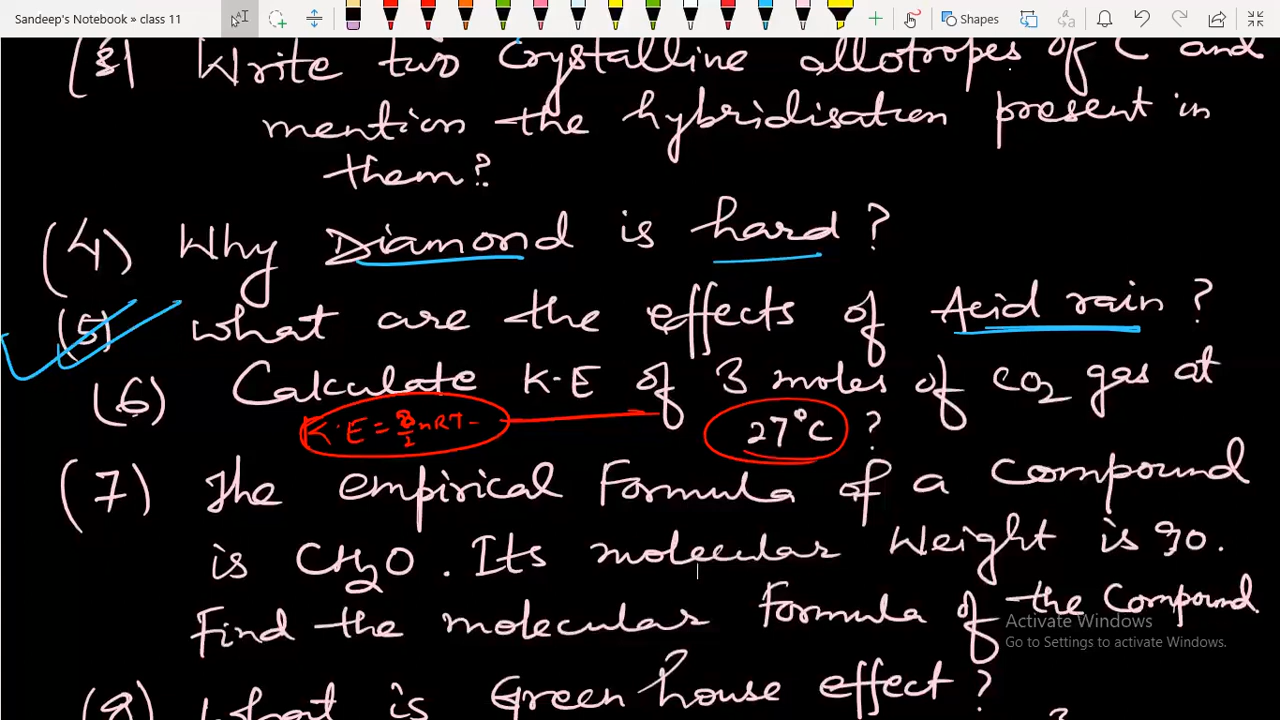 Sandeep's Notebook » class 11
Shapes
Write two Crystalline allotropes of C and
mention the hybridisation present in
them?
(4) Why Diamond is hard?
(5) what are the effects of Acid rain?
(6) Calculate K.E of 3 moles of CO2 gas at
K.E = 3/2 nRT 27°C ?
(7) The empirical Formula of a Compound
is CH2O. Its molecular Weight is 90.
Find the molecular Formula of the Compound
Activate Windows
Go to Settings to activate Windows.
(8) What is Green house effect?